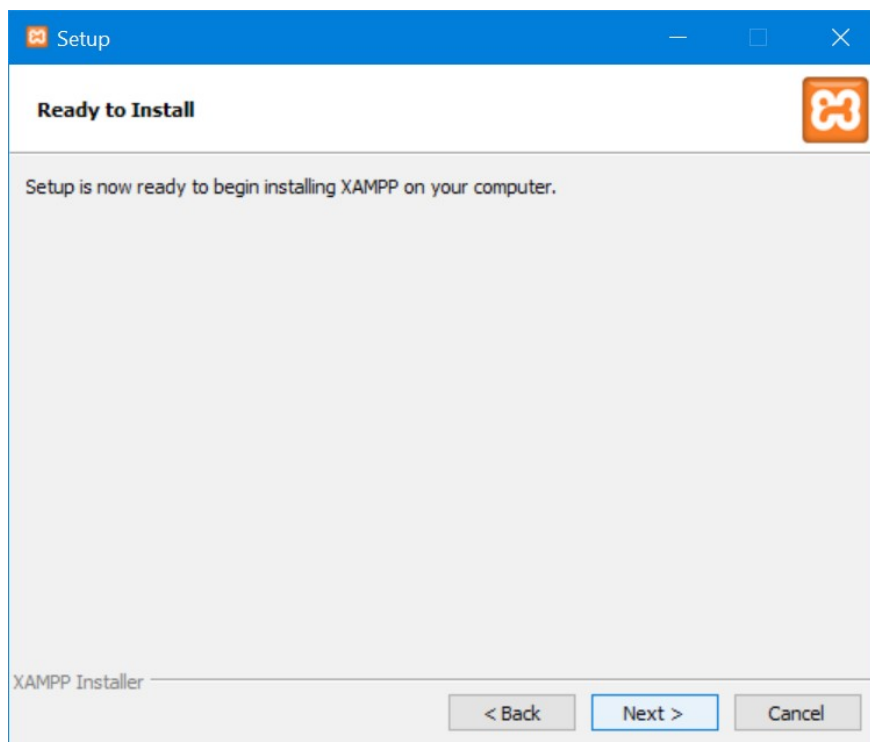 Setup
Ready to Install
Setup is now ready to begin installing XAMPP on your computer.
XAMPP Installer
< Back
Next >
Cancel